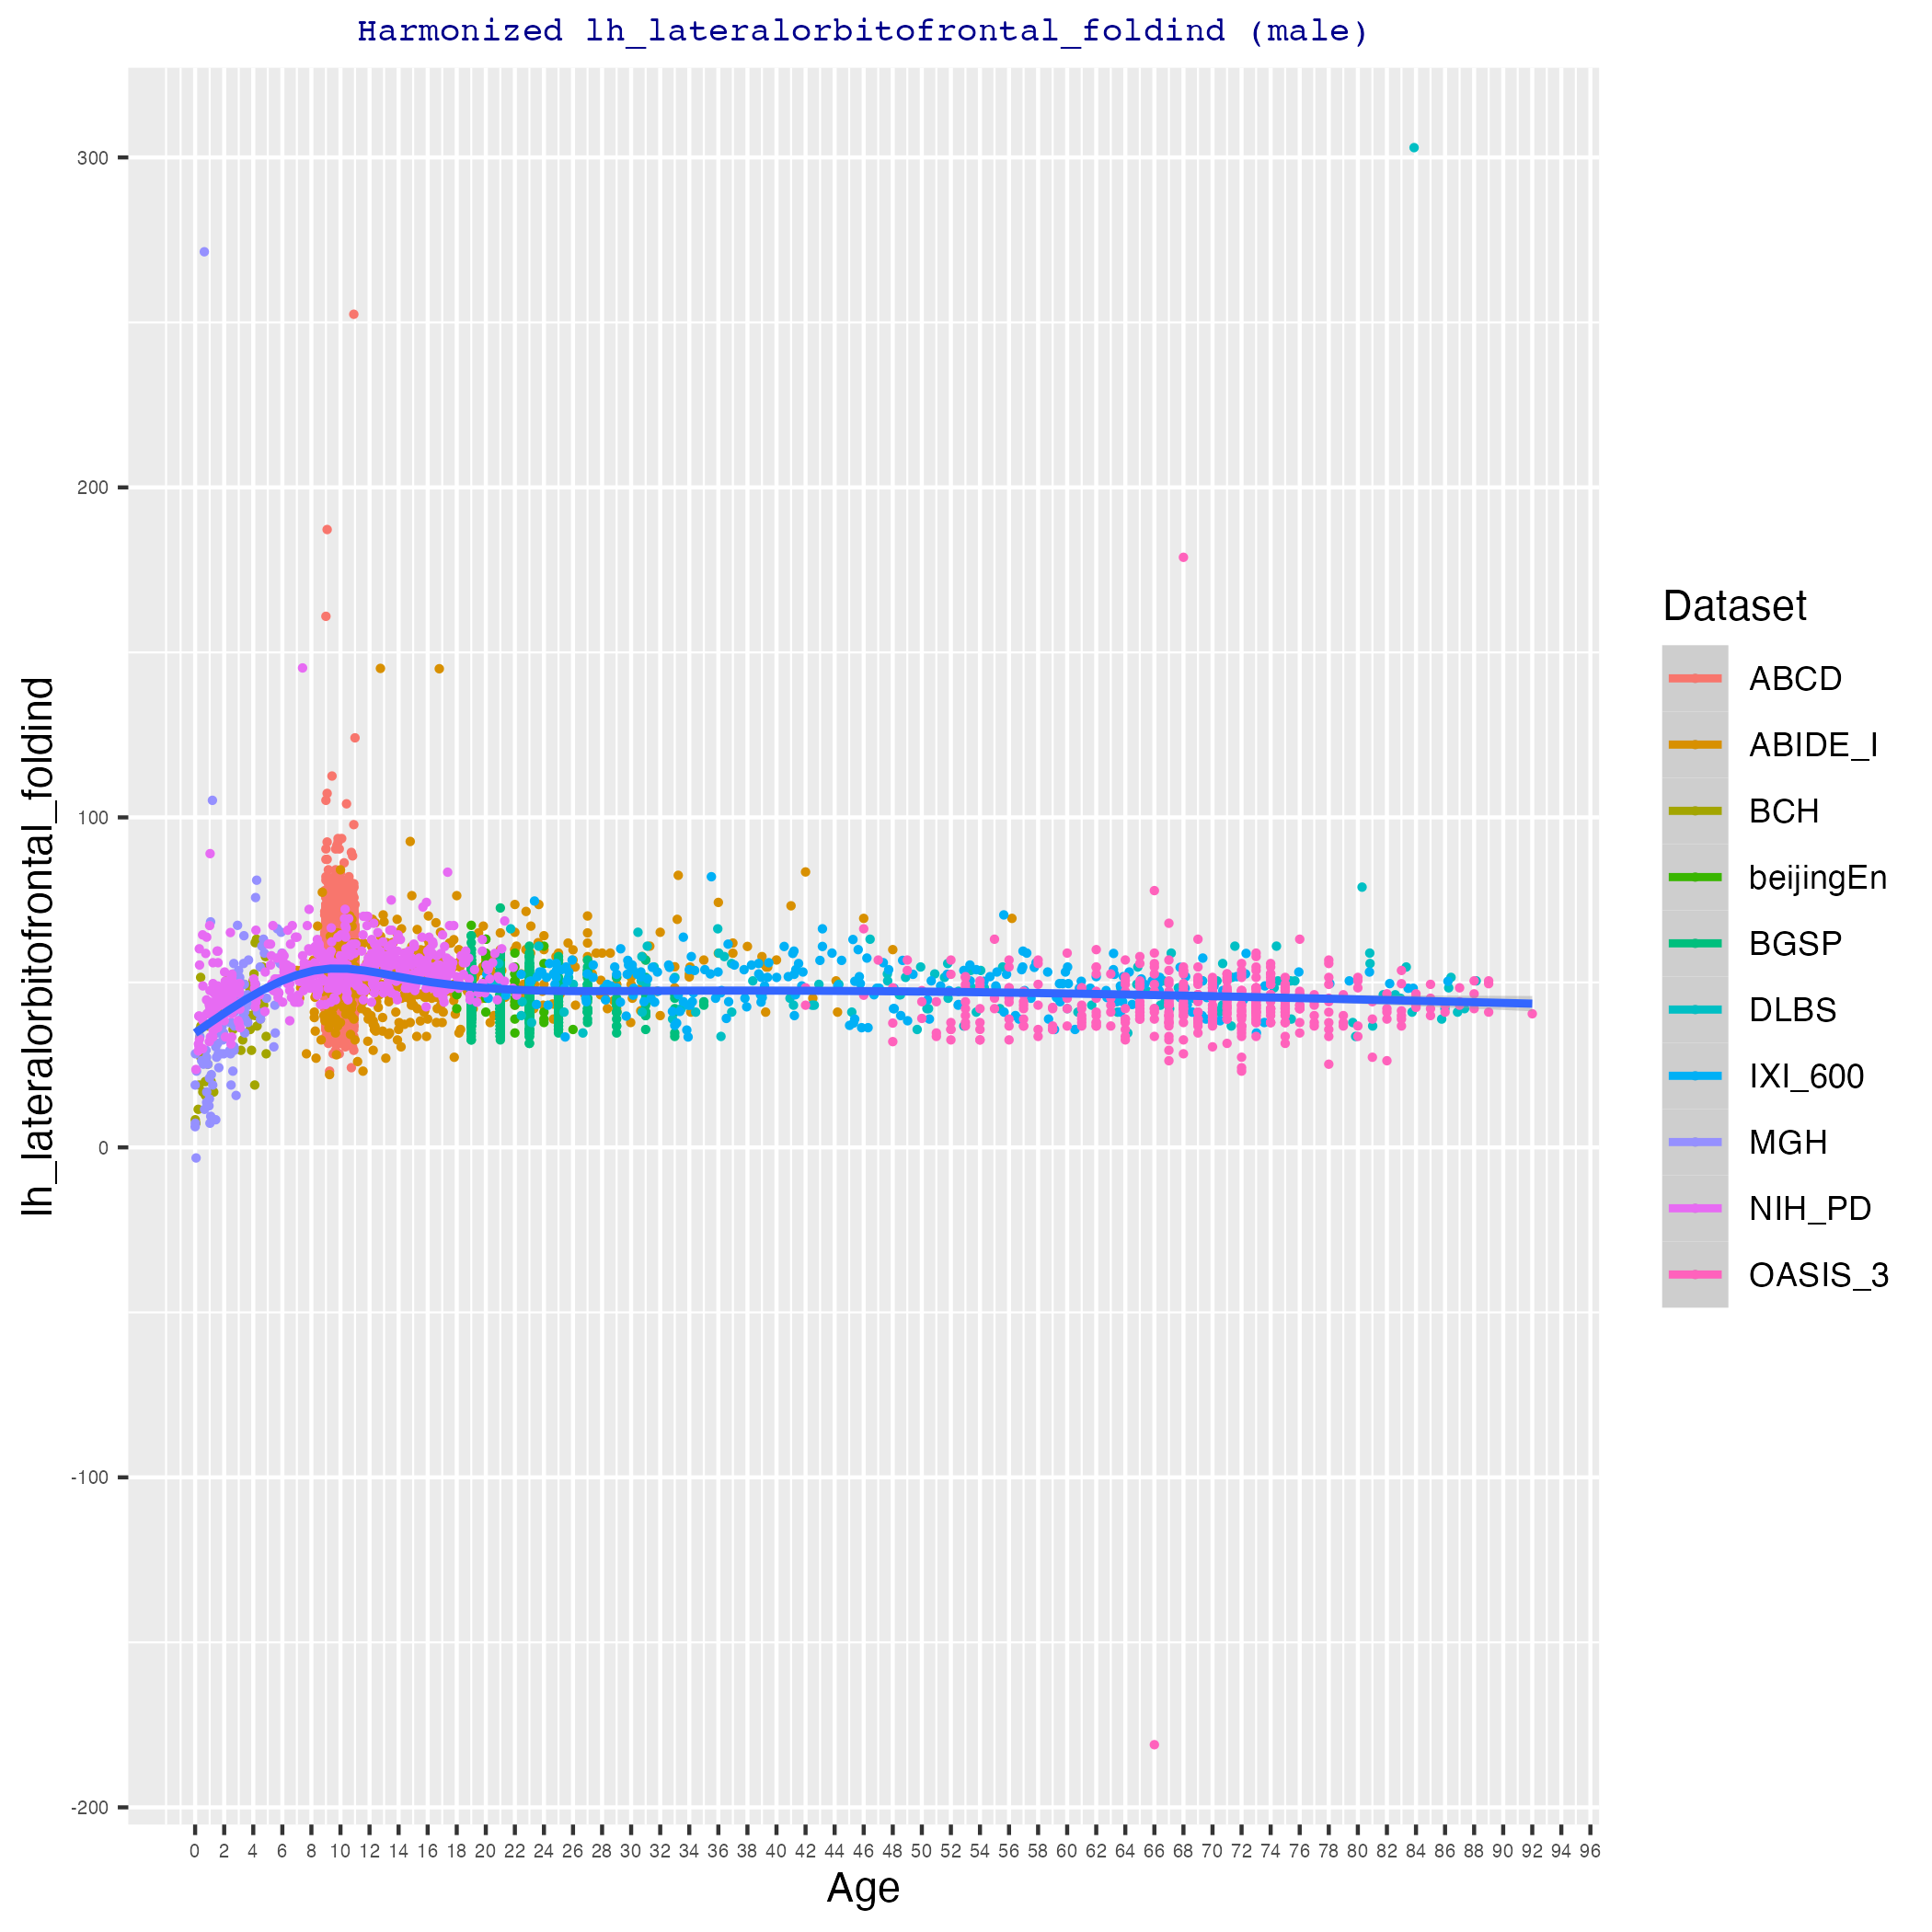 Harmonized lh_lateralorbitofrontal_foldind (male)
lh_lateralorbitofrontal_foldind
300
200
100
0
-100
-200
0 2 4 6 8 10 12 14 16 18 20 22 24 26 28 30 32 34 36 38 40 42 44 46 48 50 52 54 56 58 60 62 64 66 68 70 72 74 76 78 80 82 84 86 88 90 92 94 96
Age
Dataset
ABCD
ABIDE_I
BCH
beijingEn
BGSP
DLBS
IXI_600
MGH
NIH_PD
OASIS_3